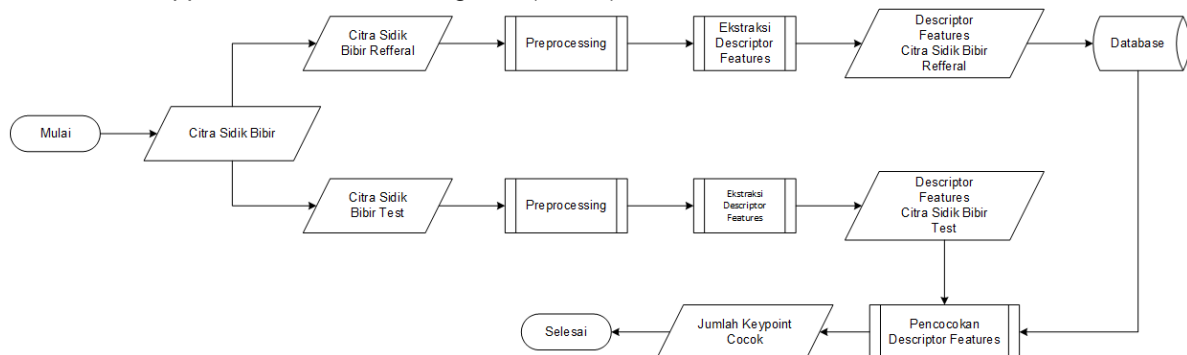 Citra Sidik
Bibir Refferal
Preprocessing
Ekstraksi
Descriptor
Features
Descriptor
Features
Citra Sidik Bibir
Refferal
Database
Mulai
Citra Sidik Bibir
Citra Sidik
Bibir Test
Preprocessing
Ekstraksi
Descriptor
Features
Descriptor
Features
Citra Sidik Bibir
Test
Selesai
Jumlah Keypoint
Cocok
Pencocokan
Descriptor Features